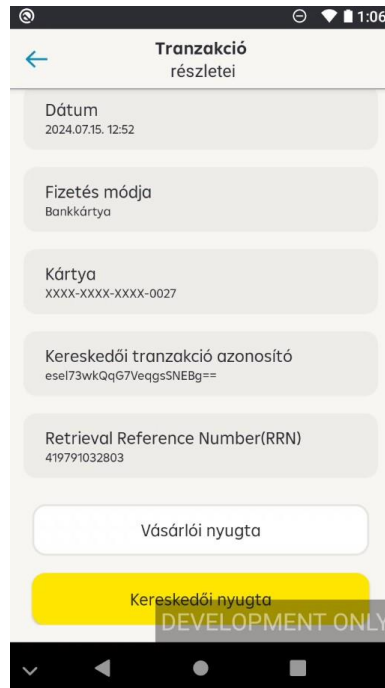 1:06
Tranzakció
részletei
Dátum
2024.07.15. 12:52
Fizetés módja
Bankkártya
Kártya
XXXX-XXXX-XXXX-0027
Kereskedői tranzakció azonosító
esel73wkQqG7VeqgsSNEBg==
Retrieval Reference Number(RRN)
419791032803
Vásárlói nyugta
Kereskedői nyugta
DEVELOPMENT ONLY